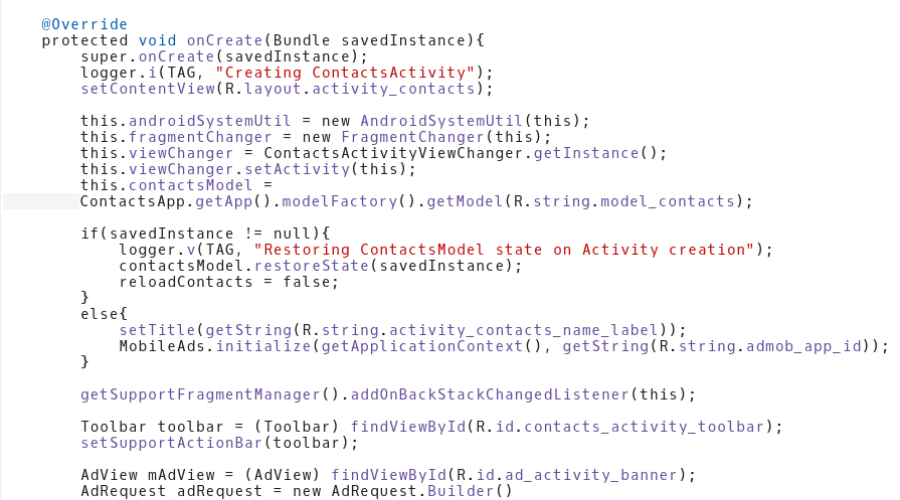 @Override
protected void onCreate(Bundle savedInstance){
super.onCreate(savedInstance);
logger.i(TAG, "Creating ContactsActivity");
setContentView(R.layout.activity_contacts);
this.androidSystemUtil = new AndroidSystemUtil(this);
this.fragmentChanger = new FragmentChanger(this);
this.viewChanger = ContactsActivityViewChanger.getInstance();
this.viewChanger.setActivity(this);
this.contactsModel =
ContactsApp.getApp().modelFactory().getModel(R.string.model_contacts);
if(savedInstance != null){
logger.v(TAG, "Restoring ContactsModel state on Activity creation");
contactsModel.restoreState(savedInstance);
reloadContacts = false;
}
else{
setTitle(getString(R.string.activity_contacts_name_label));
MobileAds.initialize(getApplicationContext(), getString(R.string.admob_app_id));
}
getSupportFragmentManager().addOnBackStackChangedListener(this);
Toolbar toolbar = (Toolbar) findViewById(R.id.contacts_activity_toolbar);
setSupportActionBar(toolbar);
AdView mAdView = (AdView) findViewById(R.id.ad_activity_banner);
AdRequest adRequest = new AdRequest.Builder()